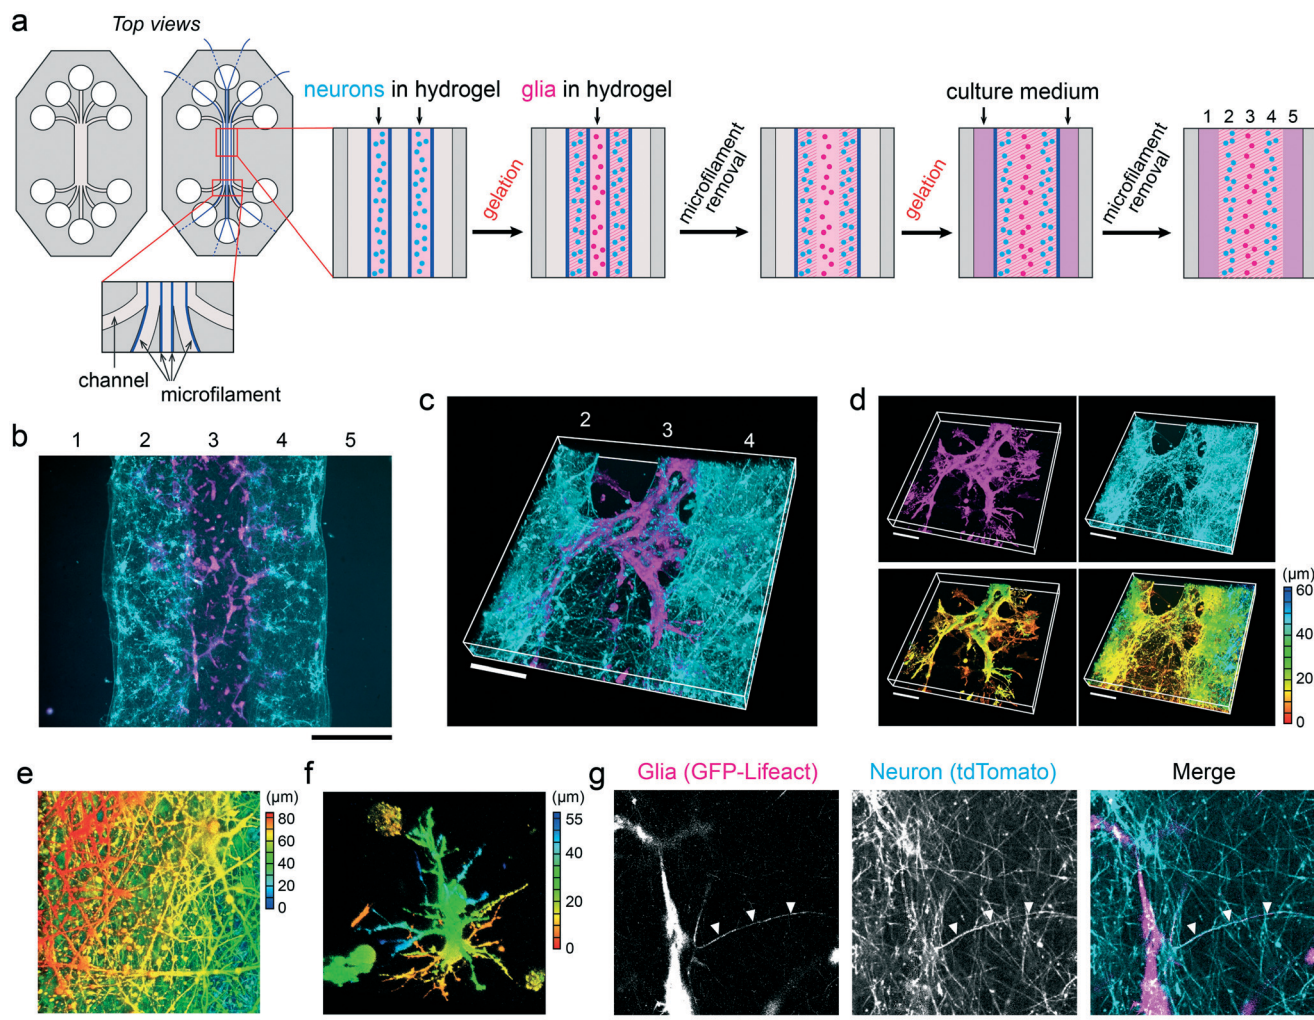 a
Top views
neurons in hydrogel
glia in hydrogel
culture medium
1 2 3 4 5
gelation
microfilament
removal
gelation
microfilament
removal
channel
microfilament
b
1 2 3 4 5
c
2 3 4
d
(µm)
60
40
20
0
e
(µm)
80
60
40
20
0
f
(µm)
55
40
20
0
g
Glia (GFP-Lifeact)
Neuron (tdTomato)
Merge